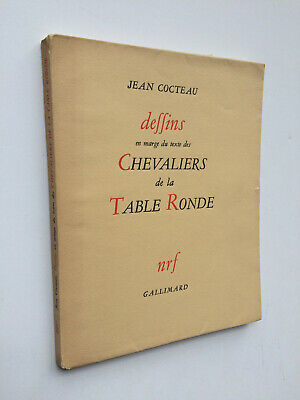 JEAN COCTEAU
deſſins
en marge du texte des
CHEVALIERS
de la
TABLE RONDE
nrf
GALLIMARD